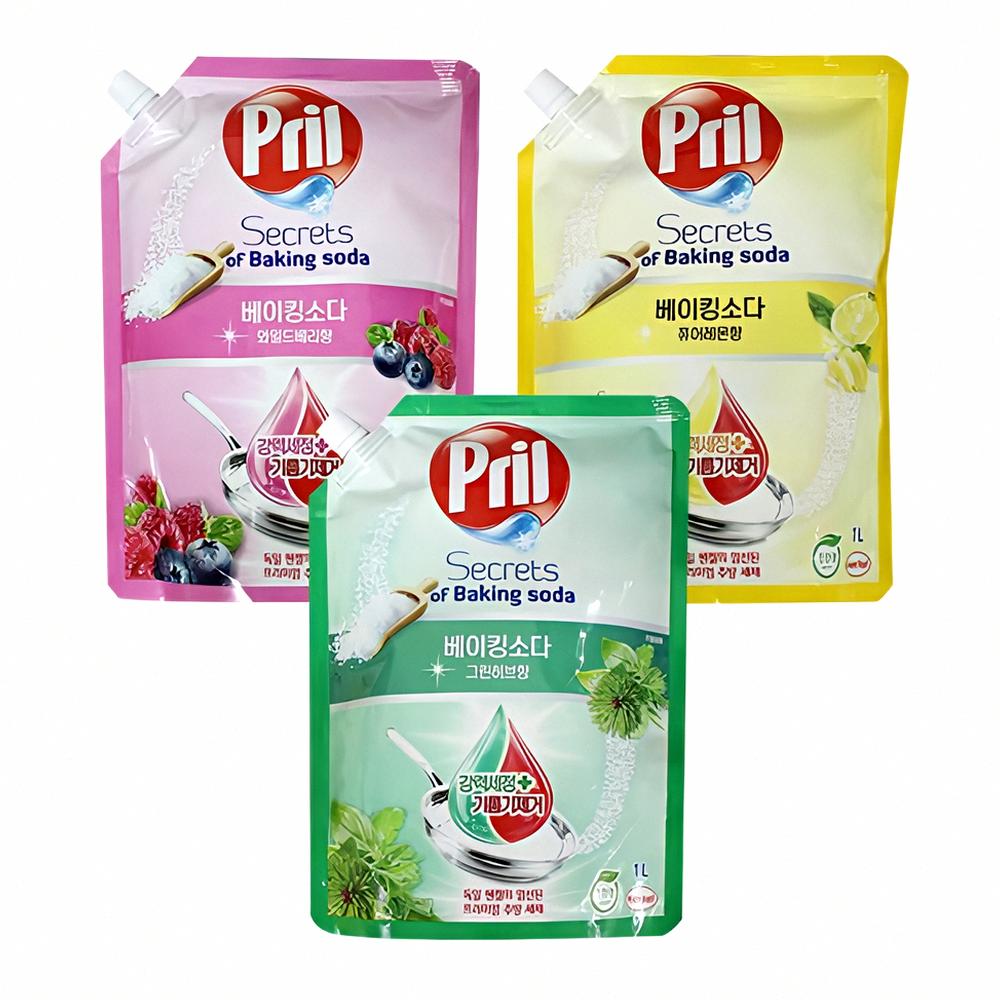 Pril
Secrets
of Baking soda
베이킹소다
와일드베리향
Pril
Secrets
of Baking soda
베이킹소다
퓨어레몬향
1L
Pril
Secrets
of Baking soda
베이킹소다
그린허브향
강력세정+
기름기제거
1L